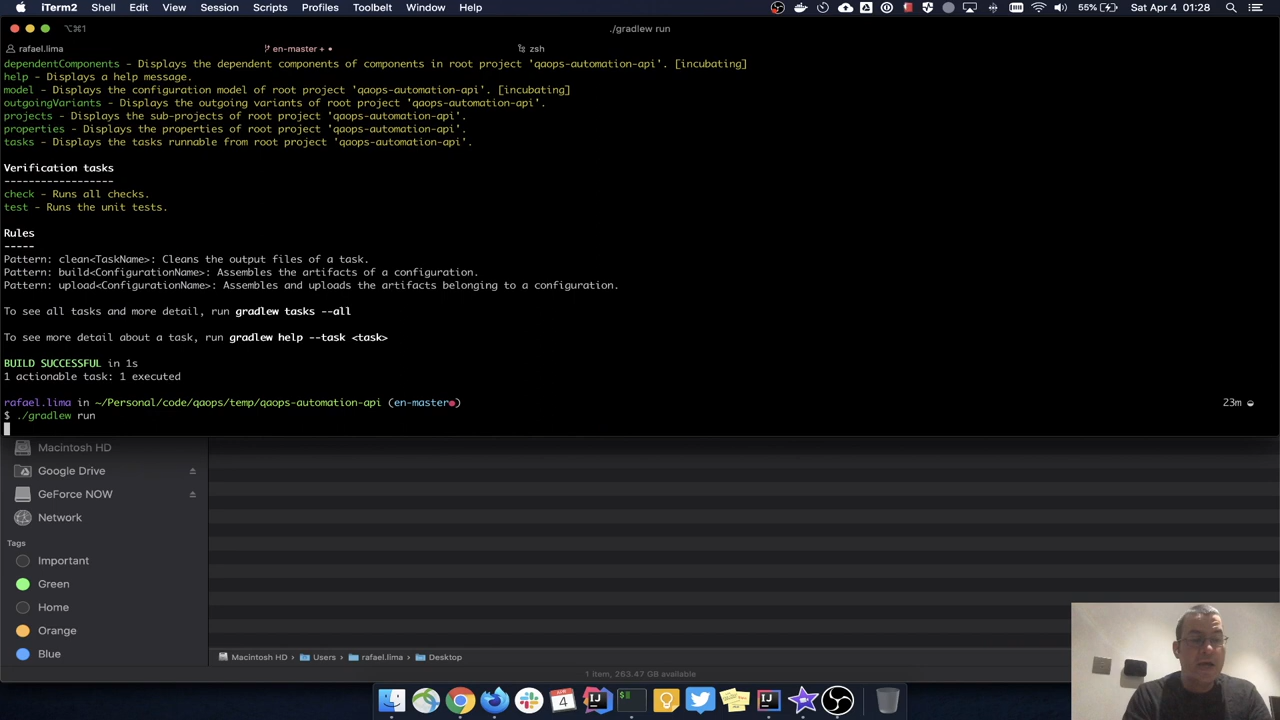 iTerm2 Shell Edit View Session Scripts Profiles Toolbelt Window Help 55% Sat Apr 4 01:28
⌥⌘1 ./gradlew run
rafael.lima en-master + • zsh
dependentComponents - Displays the dependent components of components in root project 'qaops-automation-api'. [incubating]
help - Displays a help message.
model - Displays the configuration model of root project 'qaops-automation-api'. [incubating]
outgoingVariants - Displays the outgoing variants of root project 'qaops-automation-api'.
projects - Displays the sub-projects of root project 'qaops-automation-api'.
properties - Displays the properties of root project 'qaops-automation-api'.
tasks - Displays the tasks runnable from root project 'qaops-automation-api'.
Verification tasks
------------------
check - Runs all checks.
test - Runs the unit tests.
Rules
-----
Pattern: clean<TaskName>: Cleans the output files of a task.
Pattern: build<ConfigurationName>: Assembles the artifacts of a configuration.
Pattern: upload<ConfigurationName>: Assembles and uploads the artifacts belonging to a configuration.
To see all tasks and more detail, run gradlew tasks --all
To see more detail about a task, run gradlew help --task <task>
BUILD SUCCESSFUL in 1s
1 actionable task: 1 executed
rafael.lima in ~/Personal/code/qaops/temp/qaops-automation-api (en-master●) 23m
$ ./gradlew run
Macintosh HD
Google Drive
GeForce NOW
Network
Tags
Important
Green
Home
Orange
Blue
Macintosh HD › Users › rafael.lima › Desktop
1 item, 263.47 GB available
4